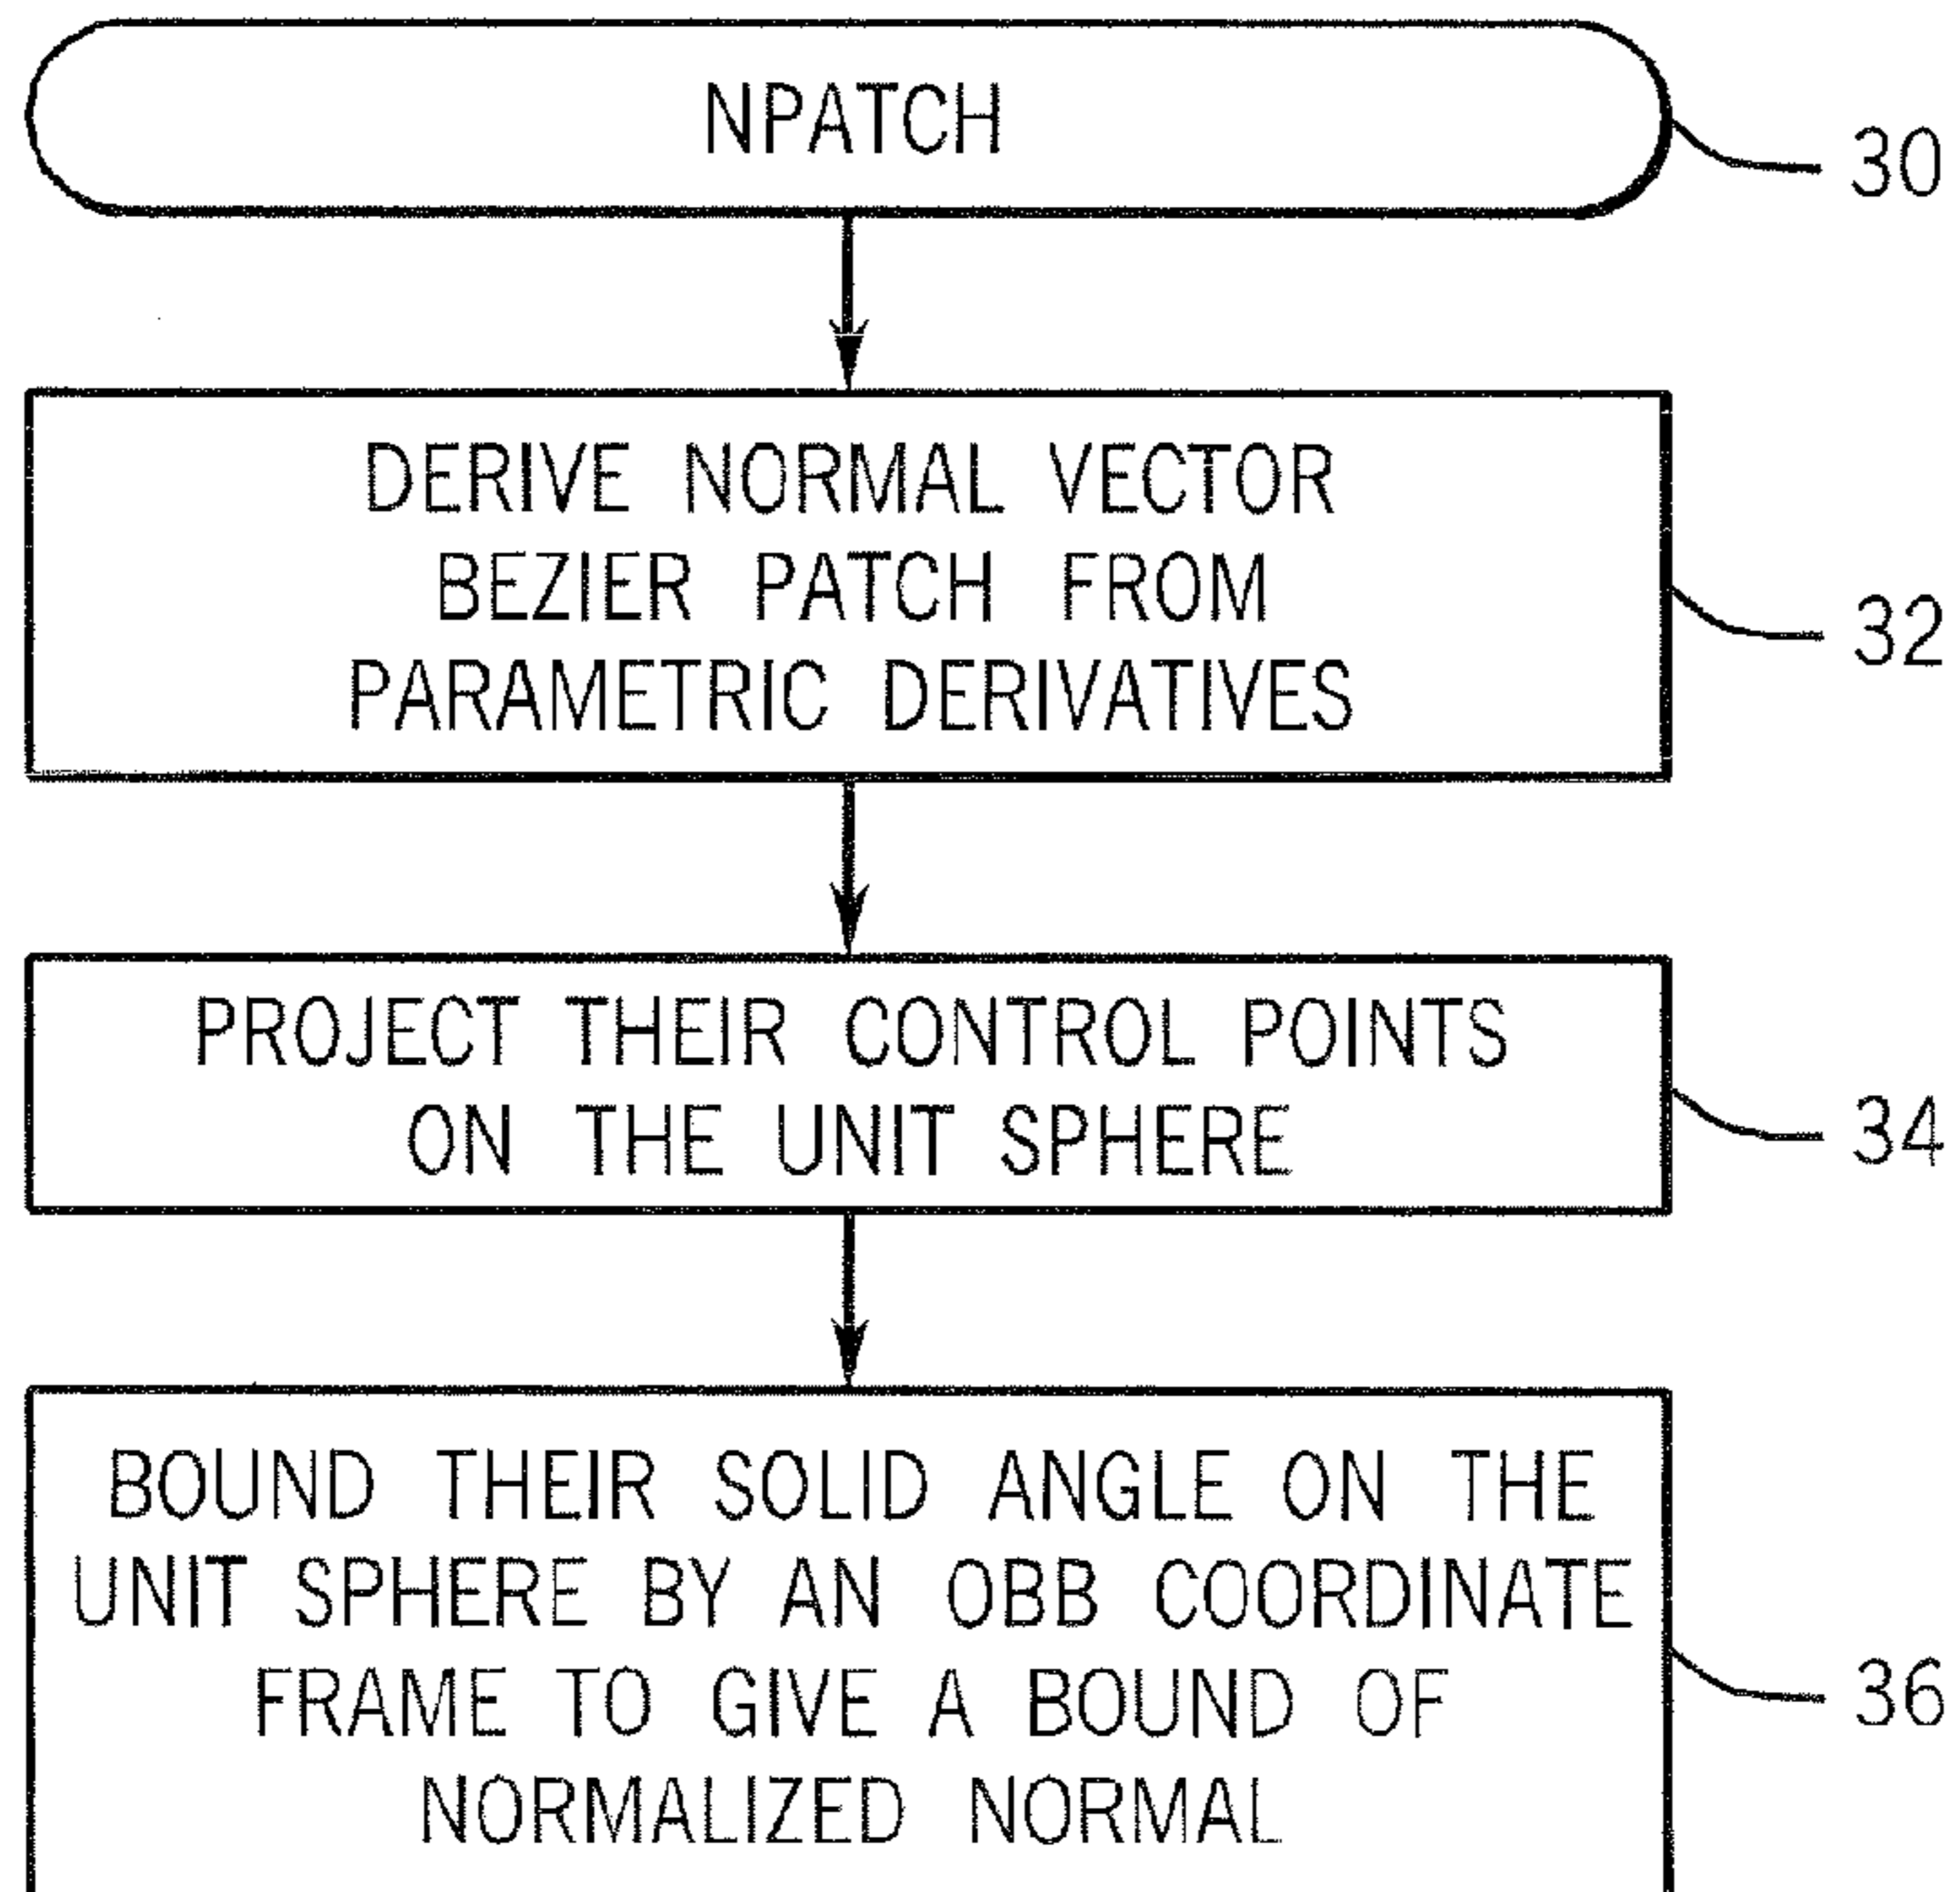 NPATCH
30
DERIVE NORMAL VECTOR
BEZIER PATCH FROM
PARAMETRIC DERIVATIVES
32
PROJECT THEIR CONTROL POINTS
ON THE UNIT SPHERE
34
BOUND THEIR SOLID ANGLE ON THE
UNIT SPHERE BY AN OBB COORDINATE
FRAME TO GIVE A BOUND OF
NORMALIZED NORMAL
36